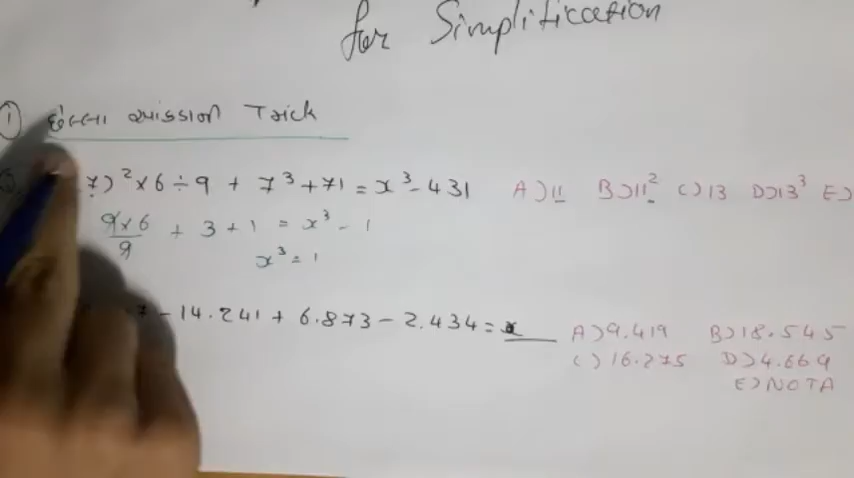 for Simplification
① છેલ્લા Trick
7)² × 6 ÷ 9 + 7³ + 71 = x³ - 431 A) 11 B) 11² C) 13 D) 13³ E)
9×6/9 + 3 + 1 = x³ - 1
x³ = 1
- 14.241 + 6.873 - 2.434 = x A) 9.419 B) 18.545
C) 16.275 D) 4.669
E) NOTA